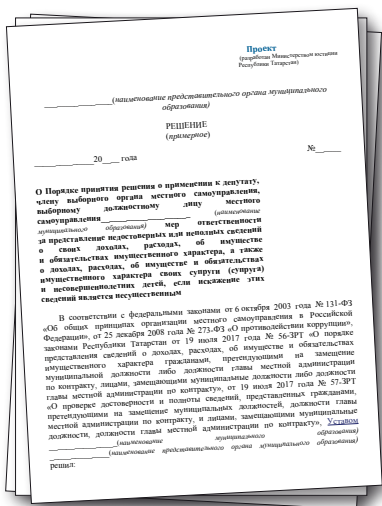 Проект
(разработан Министерством юстиции
Республики Татарстан)
_________________(наименование представительного органа муниципального
образования)
РЕШЕНИЕ
(примерное)
_______________ 20____ года №______
О Порядке принятия решения о применении к депутату,
члену выборного органа местного самоуправления,
выборному должностному лицу местного
самоуправления____________________ (наименование
муниципального образования) мер ответственности
за представление недостоверных или неполных сведений
о своих доходах, расходах, об имуществе
и обязательствах имущественного характера, а также
о доходах, расходах, об имуществе и обязательствах
имущественного характера своих супруги (супруга)
и несовершеннолетних детей, если искажение этих
сведений является несущественным
В соответствии с федеральными законами от 6 октября 2003 года № 131-ФЗ
«Об общих принципах организации местного самоуправления в Российской
Федерации», от 25 декабря 2008 года № 273-ФЗ «О противодействии коррупции»,
законами Республики Татарстан от 19 июля 2017 года № 56-ЗРТ «О порядке
представления сведений о доходах, расходах, об имуществе и обязательствах
имущественного характера гражданами, претендующими на замещение
муниципальной должности либо должности главы местной администрации
по контракту, лицами, замещающими муниципальные должности либо должности
главы местной администрации по контракту», от 19 июля 2017 года № 57-ЗРТ
«О проверке достоверности и полноты сведений, представленных гражданами,
претендующими на замещение муниципальных должностей, должности главы
местной администрации по контракту, и лицами, замещающими муниципальные
должности, должности главы местной администрации по контракту», Уставом
________________(наименование муниципального образования)
________________(наименование представительного органа муниципального образования)
решил: